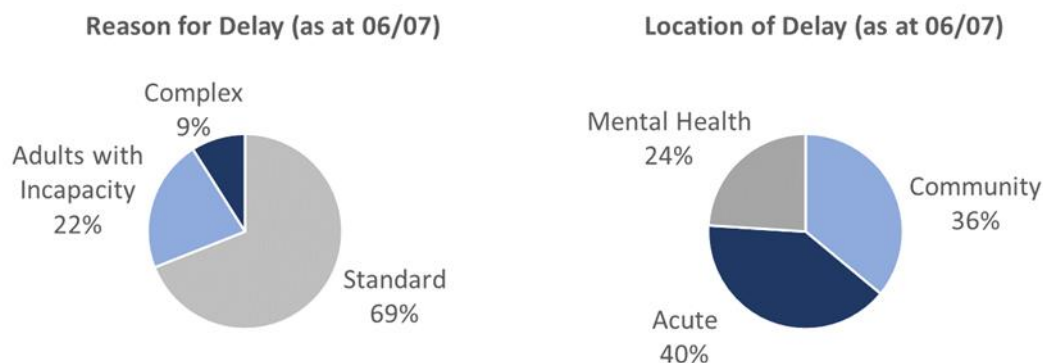 Reason for Delay (as at 06/07)
Complex
9%
Adults with
Incapacity
22%
Standard
69%
Location of Delay (as at 06/07)
Mental Health
24%
Community
36%
Acute
40%